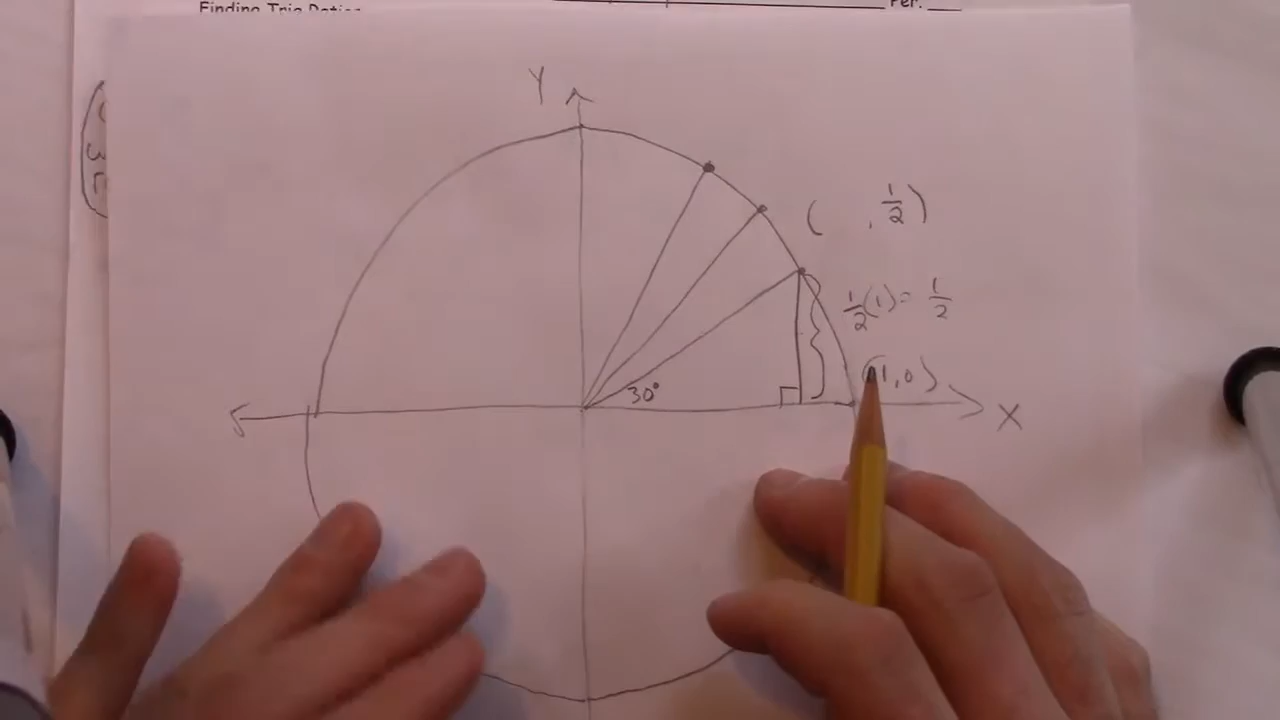 Finding Trig Ratios
Per.
Y
( , 1/2)
1/2(1) = 1/2
30°
(1,0)
X